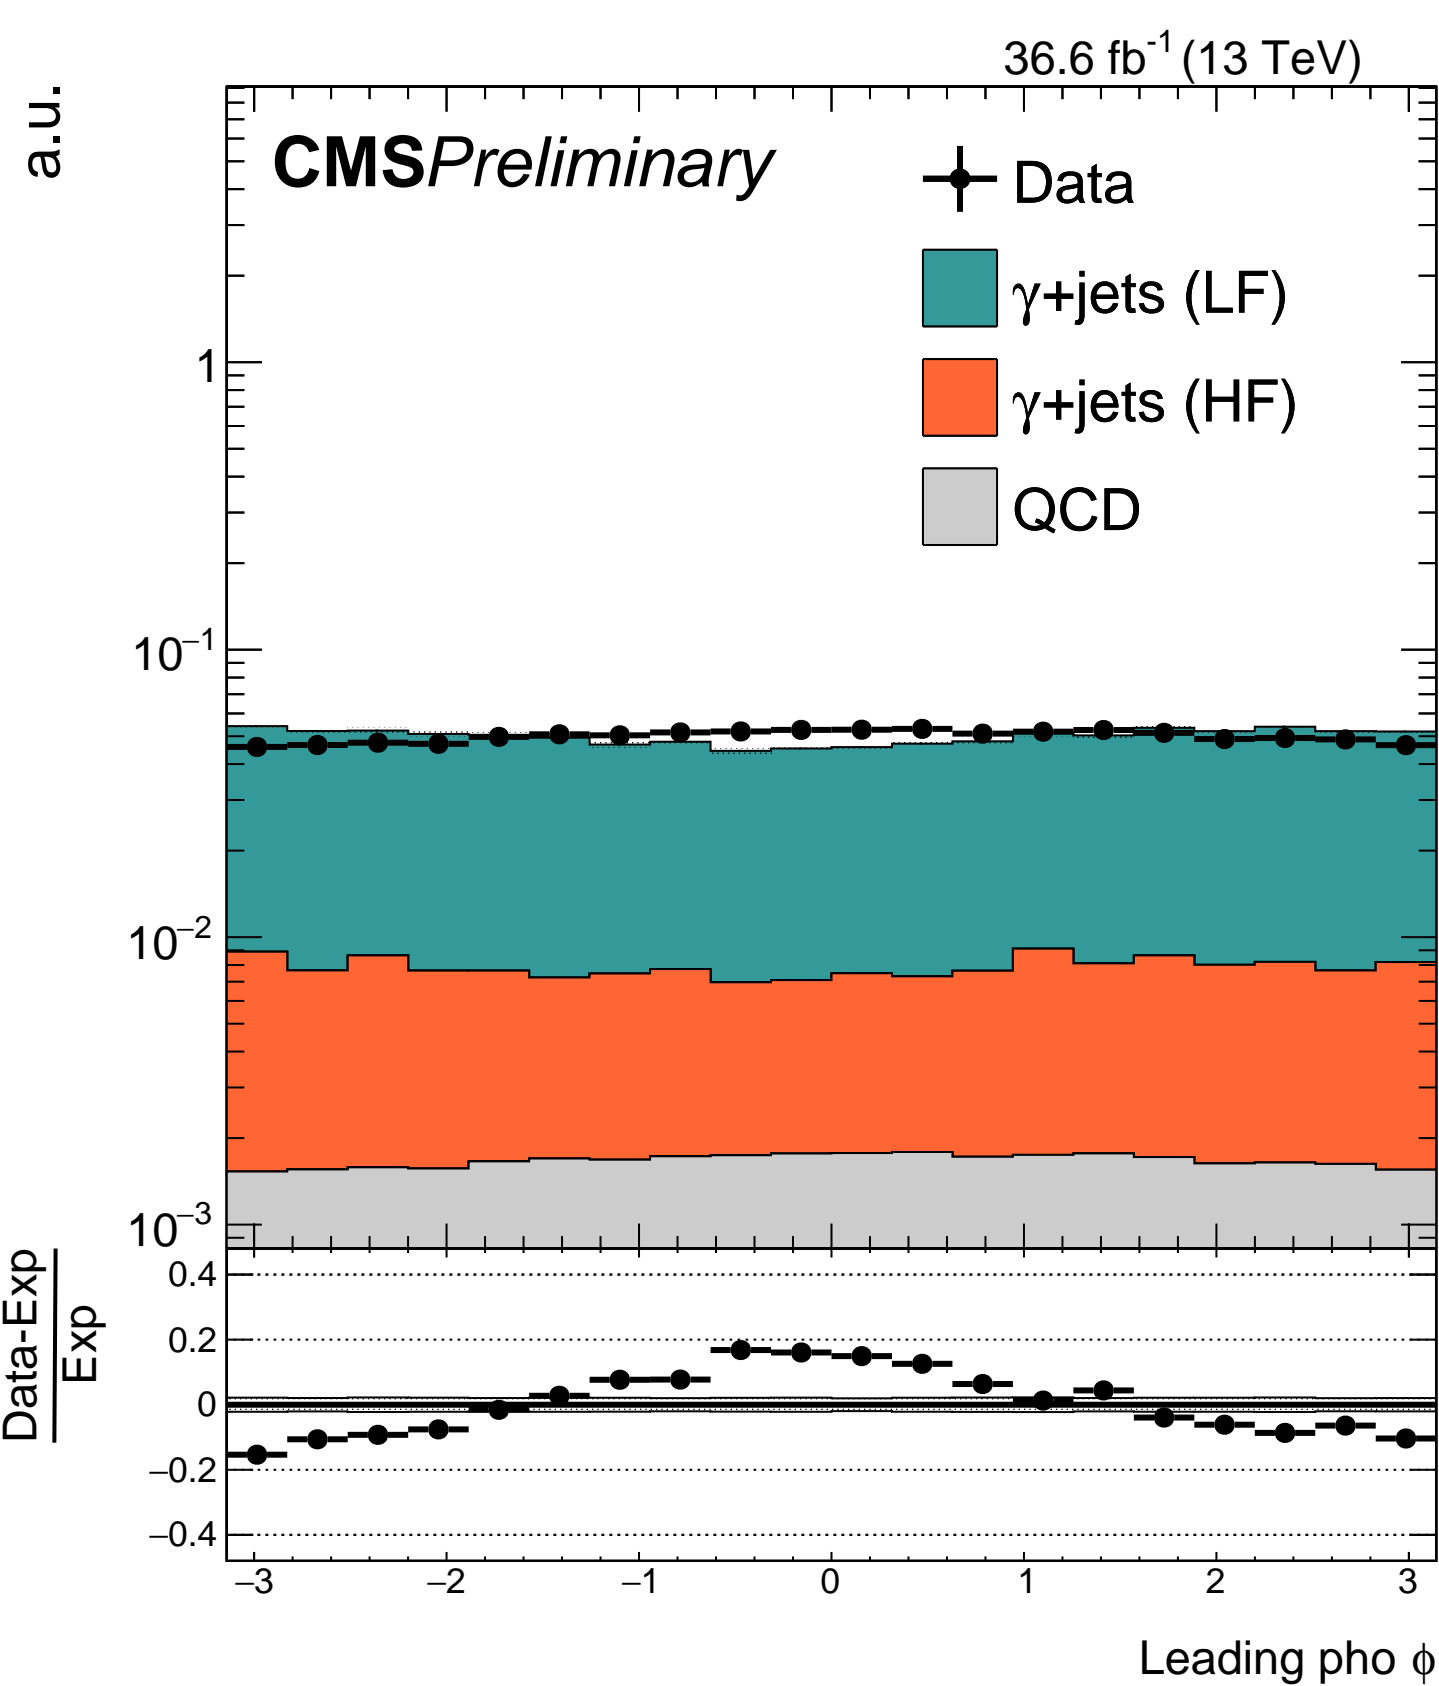 36.6 fb⁻¹ (13 TeV)
a.u.
CMS Preliminary
Data
γ+jets (LF)
γ+jets (HF)
QCD
1
10⁻¹
10⁻²
10⁻³
Data-Exp
Exp
0.4
0.2
0
−0.2
−0.4
−3 −2 −1 0 1 2 3
Leading pho ϕ